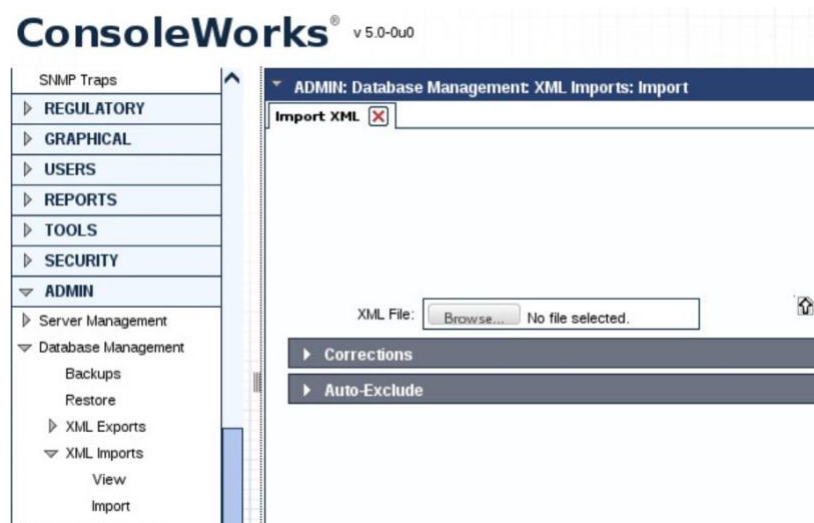 ConsoleWorks® v 5.0-0u0
SNMP Traps
REGULATORY
GRAPHICAL
USERS
REPORTS
TOOLS
SECURITY
ADMIN
Server Management
Database Management
Backups
Restore
XML Exports
XML Imports
View
Import
ADMIN: Database Management: XML Imports: Import
Import XML
XML File: Browse... No file selected.
Corrections
Auto-Exclude